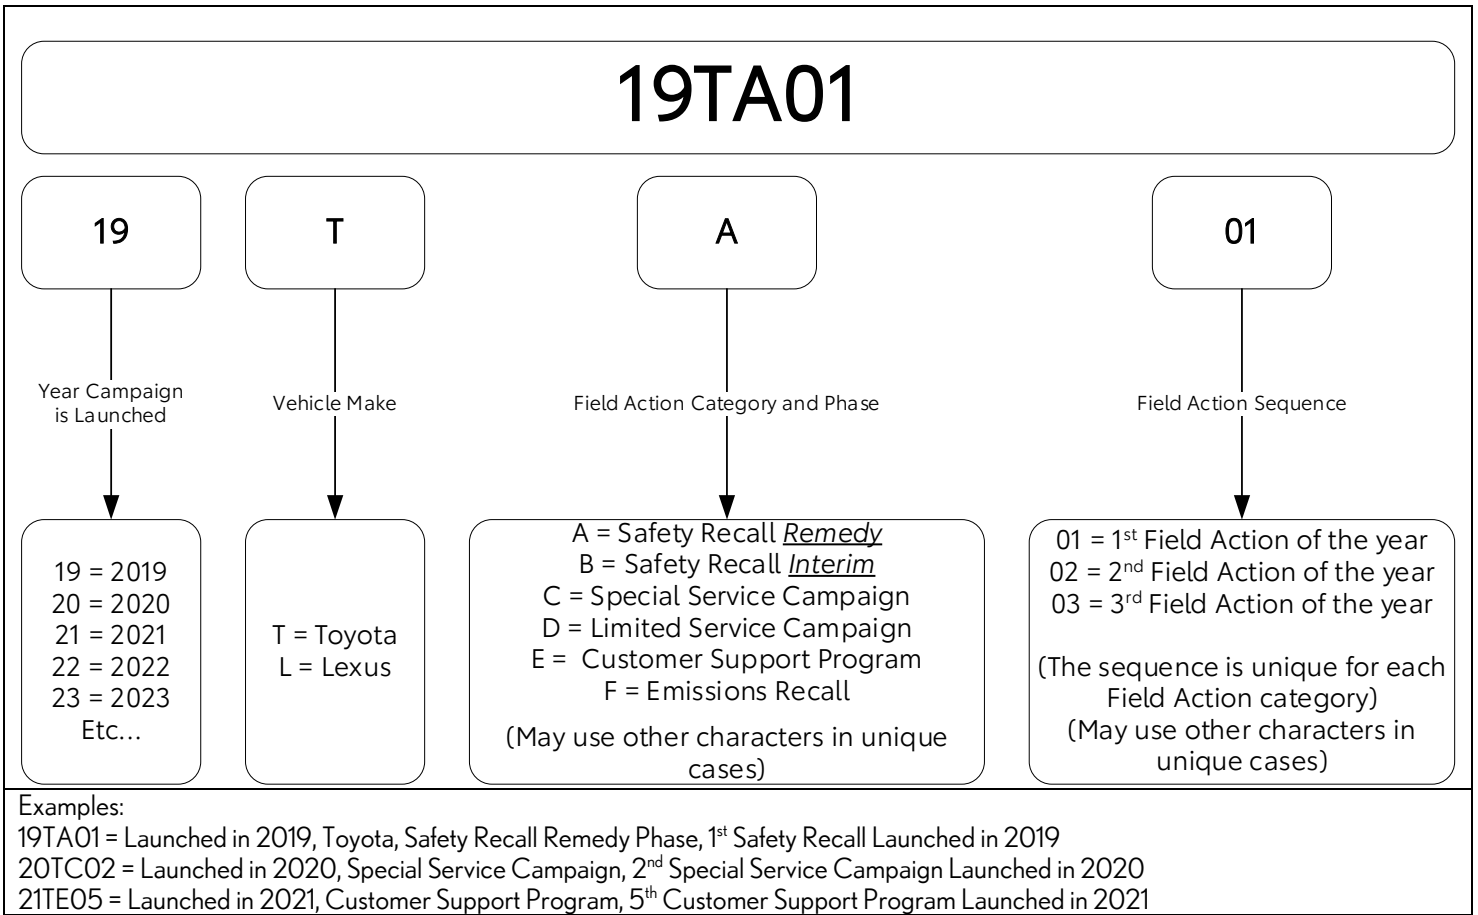 19TA01
19
T
A
01
Year Campaign
is Launched
Vehicle Make
Field Action Category and Phase
Field Action Sequence
19 = 2019
20 = 2020
21 = 2021
22 = 2022
23 = 2023
Etc...
T = Toyota
L = Lexus
A = Safety Recall Remedy
B = Safety Recall Interim
C = Special Service Campaign
D = Limited Service Campaign
E =  Customer Support Program
F = Emissions Recall
(May use other characters in unique
cases)
01 = 1st Field Action of the year
02 = 2nd Field Action of the year
03 = 3rd Field Action of the year
(The sequence is unique for each
Field Action category)
(May use other characters in
unique cases)
Examples:
19TA01 = Launched in 2019, Toyota, Safety Recall Remedy Phase, 1st Safety Recall Launched in 2019
20TC02 = Launched in 2020, Special Service Campaign, 2nd Special Service Campaign Launched in 2020
21TE05 = Launched in 2021, Customer Support Program, 5th Customer Support Program Launched in 2021